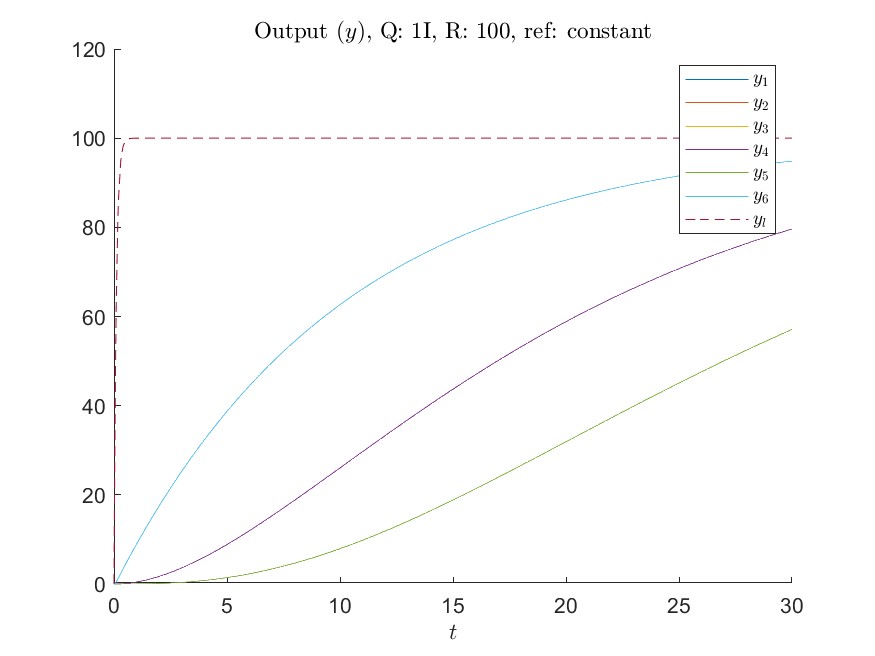 Output (y), Q: 1I, R: 100, ref: constant
120
100
80
60
40
20
0
y₁
y₂
y₃
y₄
y₅
y₆
yₗ
0 5 10 15 20 25 30
t